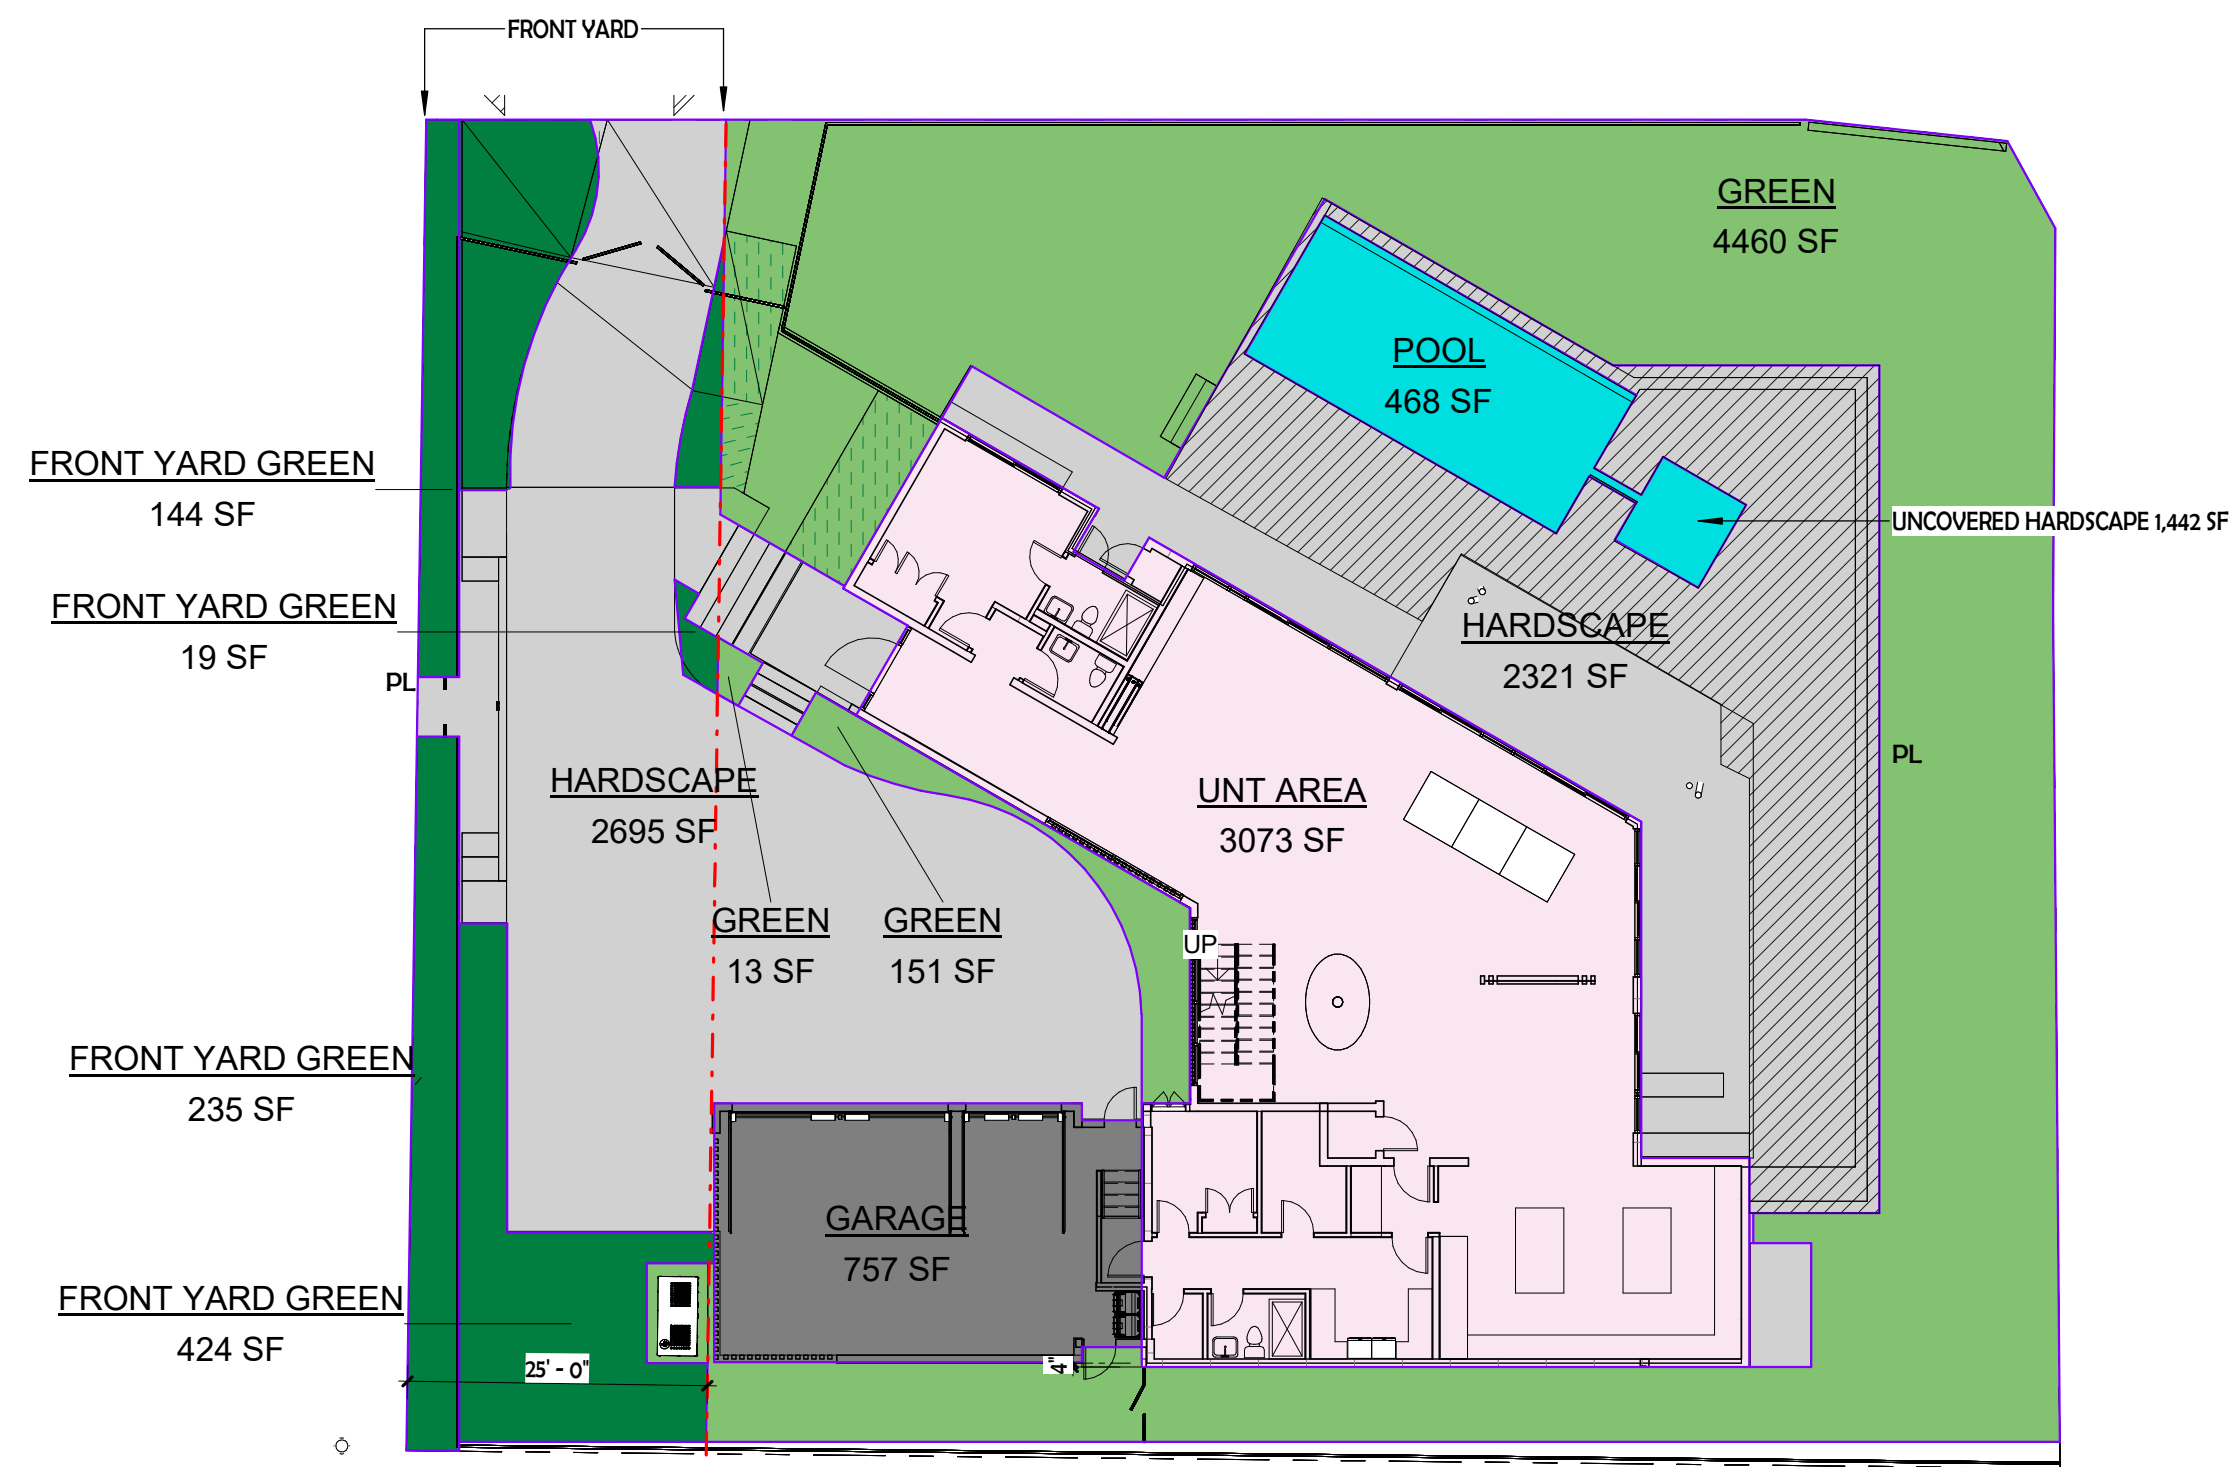 FRONT YARD
GREEN
4460 SF
POOL
468 SF
FRONT YARD GREEN
144 SF
UNCOVERED HARDSCAPE 1,442 SF
FRONT YARD GREEN
19 SF
HARDSCAPE
2321 SF
PL
PL
HARDSCAPE
2695 SF
UNT AREA
3073 SF
GREEN
13 SF
GREEN
151 SF
UP
FRONT YARD GREEN
235 SF
GARAGE
757 SF
FRONT YARD GREEN
424 SF
25' - 0"
4"